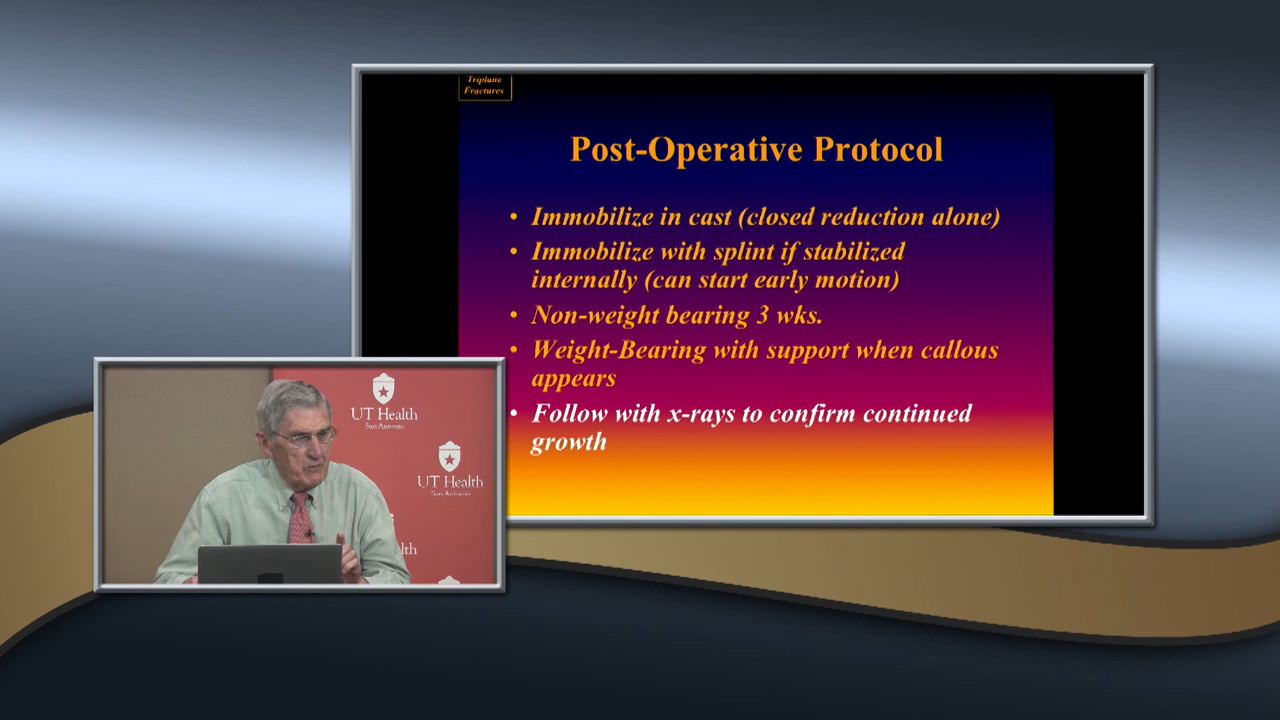 Triplane
Fractures
Post-Operative Protocol
• Immobilize in cast (closed reduction alone)
• Immobilize with splint if stabilized
internally (can start early motion)
• Non-weight bearing 3 wks.
• Weight-Bearing with support when callous
appears
• Follow with x-rays to confirm continued
growth
UT Health
San Antonio
UT Health
San Antonio
lth